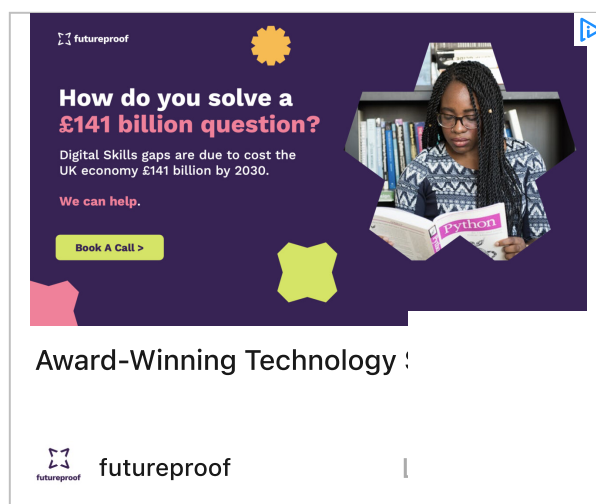 futureproof
How do you solve a
£141 billion question?
Digital Skills gaps are due to cost the
UK economy £141 billion by 2030.
We can help.
Book A Call >
Python
Award-Winning Technology
futureproof
futureproof